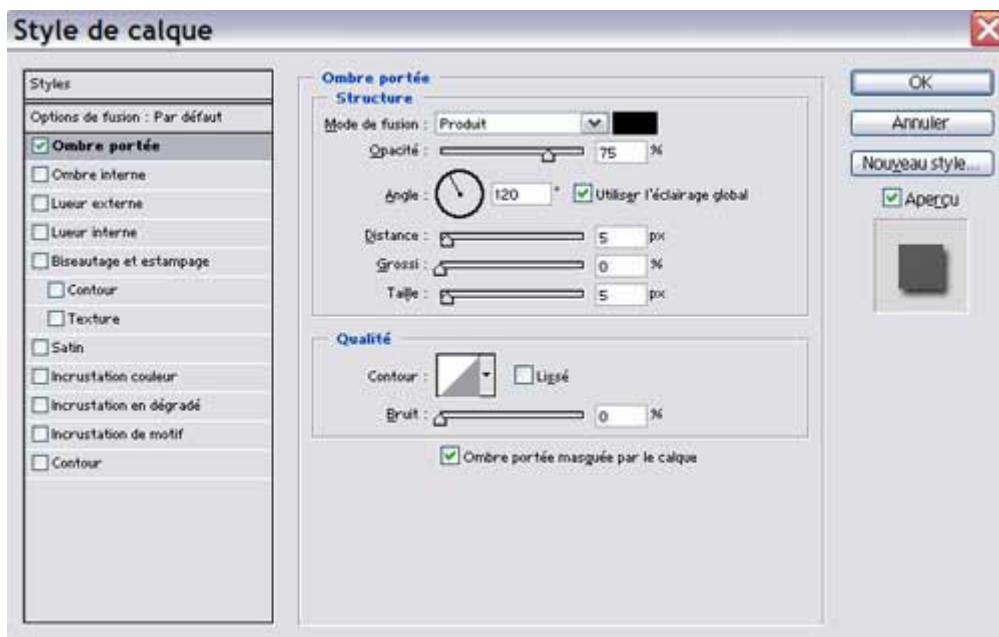 Style de calque
Styles
Options de fusion : Par défaut
Ombre portée
Ombre interne
Lueur externe
Lueur interne
Biseautage et estampage
Contour
Texture
Satin
Incrustation couleur
Incrustation en dégradé
Incrustation de motif
Contour
Ombre portée
Structure
Mode de fusion : Produit
Opacité : 75 %
Angle : 120 ° Utiliser l'éclairage global
Distance : 5 px
Grossi : 0 %
Taille : 5 px
Qualité
Contour : Lissé
Bruit : 0 %
Ombre portée masquée par le calque
OK
Annuler
Nouveau style...
Aperçu